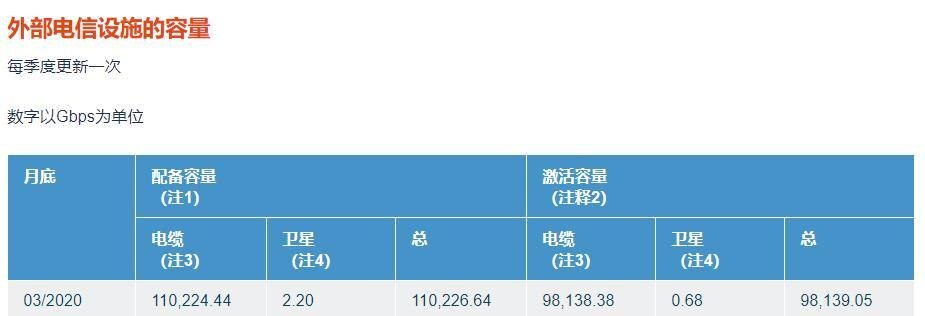 外部电信设施的容量
每季度更新一次
数字以Gbps为单位
月底 配备容量 激活容量
(注1) (注释2)
电缆 卫星 总 电缆 卫星 总
(注3) (注4) (注3) (注4)
03/2020 110,224.44 2.20 110,226.64 98,138.38 0.68 98,139.05